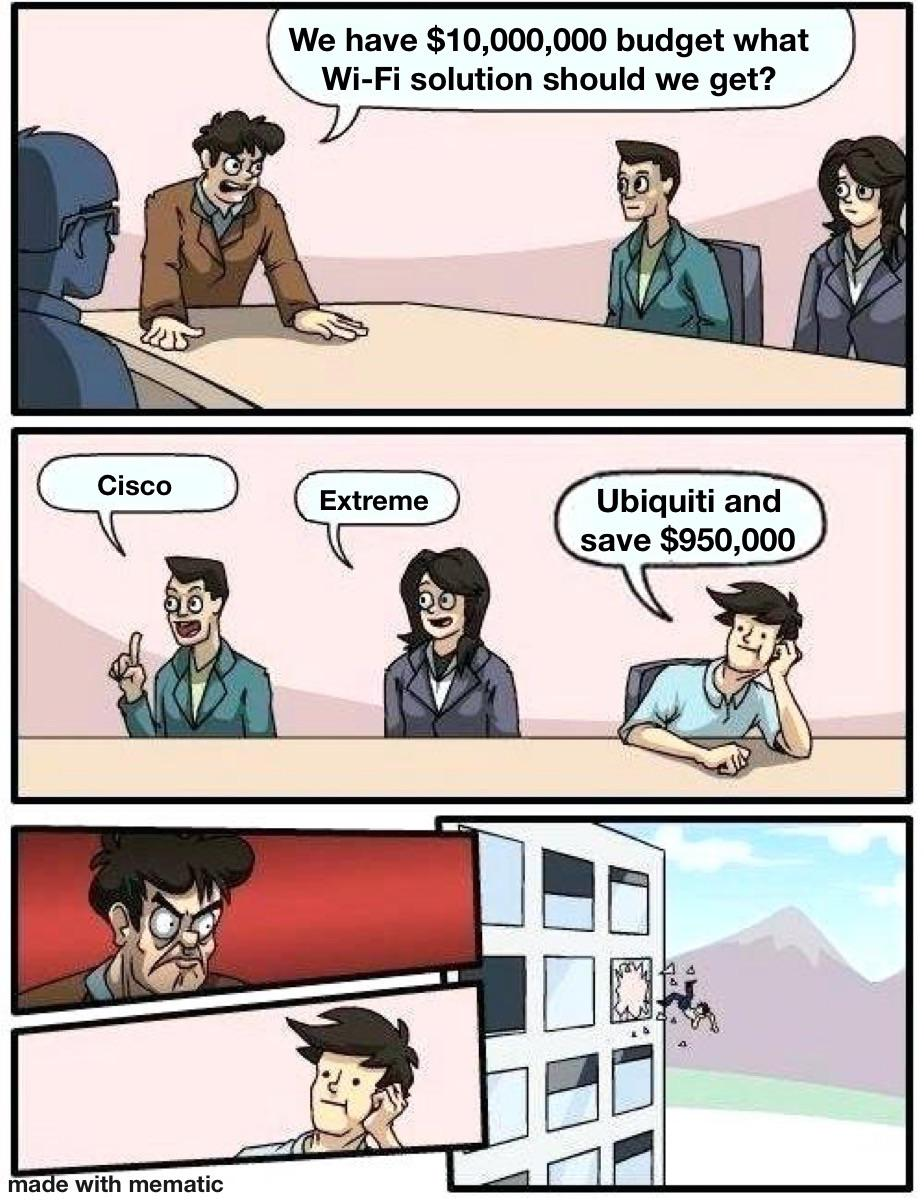 We have $10,000,000 budget what
Wi-Fi solution should we get?
Cisco
Extreme
Ubiquiti and
save $950,000
made with mematic